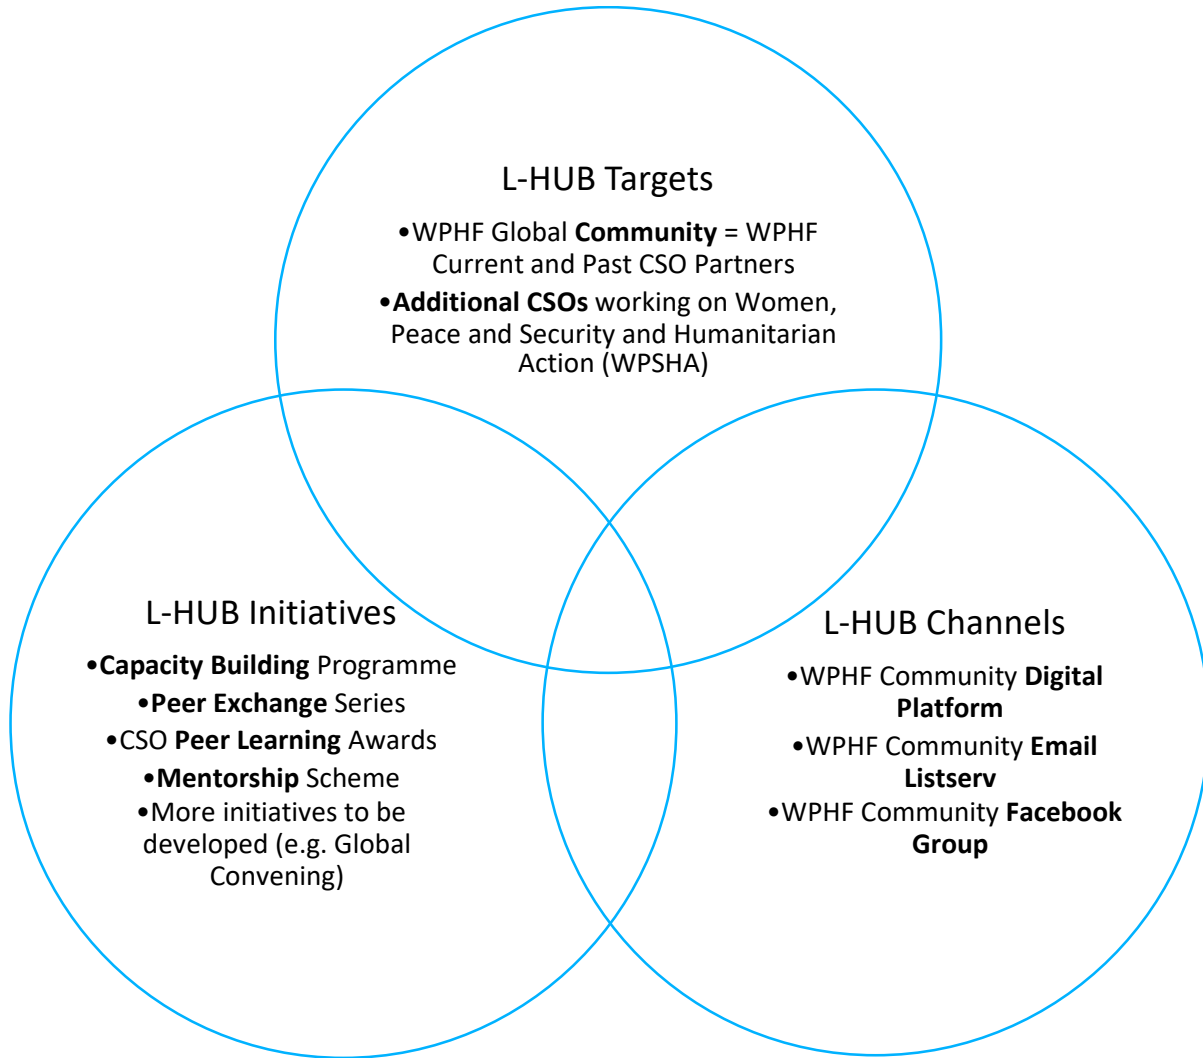 L-HUB Targets
•WPHF Global Community = WPHF
Current and Past CSO Partners
•Additional CSOs working on Women,
Peace and Security and Humanitarian
Action (WPSHA)
L-HUB Initiatives
•Capacity Building Programme
•Peer Exchange Series
•CSO Peer Learning Awards
•Mentorship Scheme
•More initiatives to be
developed (e.g. Global
Convening)
L-HUB Channels
•WPHF Community Digital
Platform
•WPHF Community Email
Listserv
•WPHF Community Facebook
Group